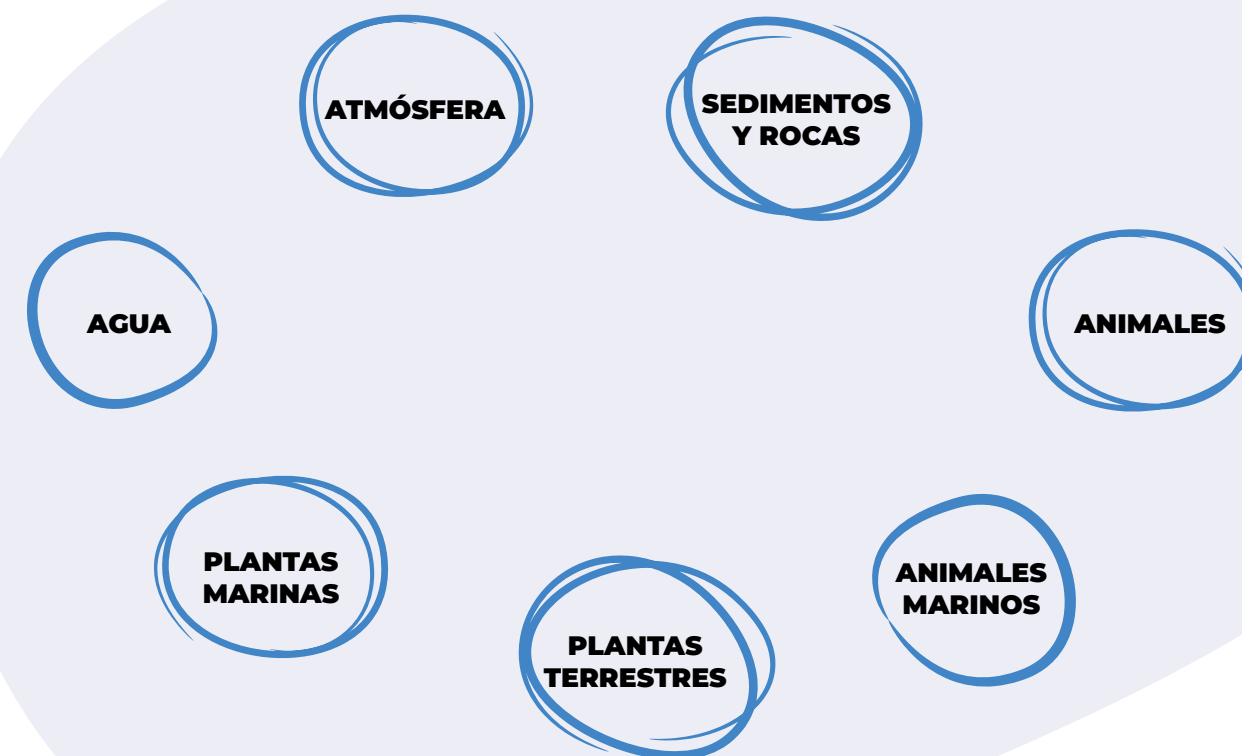 ATMÓSFERA
SEDIMENTOS
Y ROCAS
AGUA
ANIMALES
PLANTAS
MARINAS
ANIMALES
MARINOS
PLANTAS
TERRESTRES